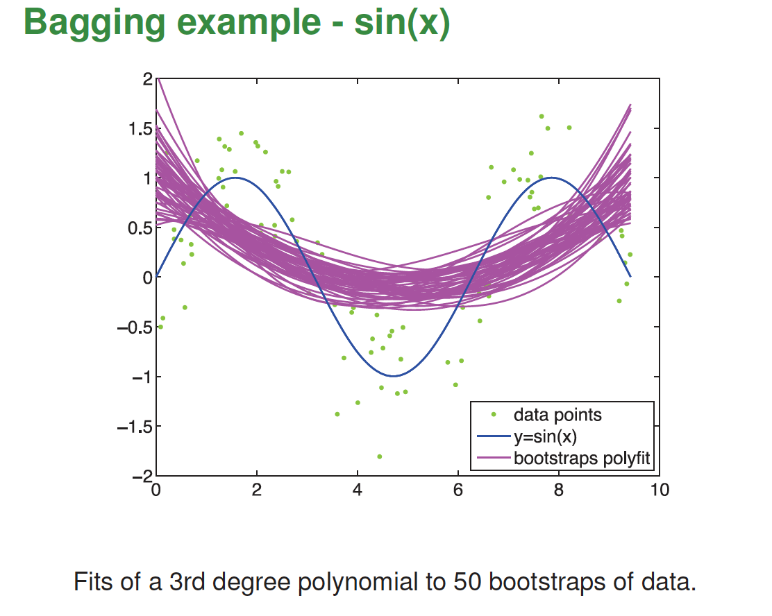 Bagging example - sin(x)
2
1.5
1
0.5
0
−0.5
−1
−1.5
−2
0 2 4 6 8 10
data points
y=sin(x)
bootstraps polyfit
Fits of a 3rd degree polynomial to 50 bootstraps of data.